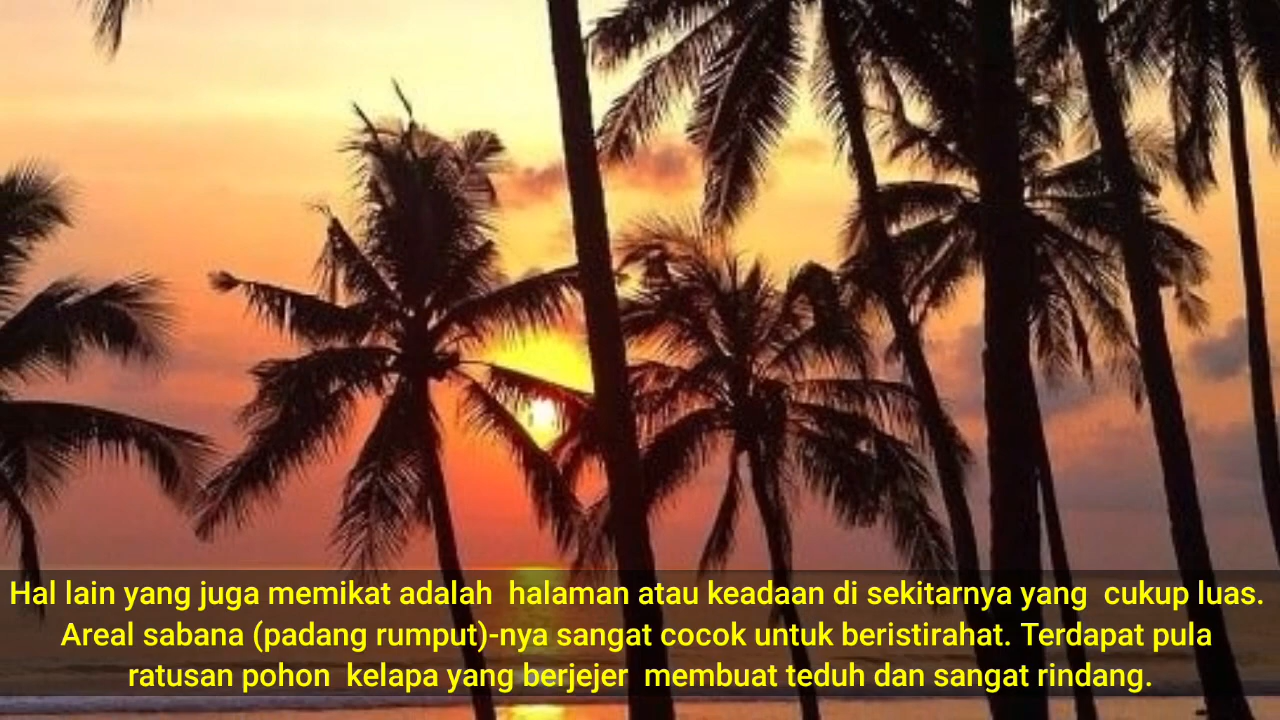 Hal lain yang juga memikat adalah  halaman atau keadaan di sekitarnya yang  cukup luas.
Areal sabana (padang rumput)-nya sangat cocok untuk beristirahat. Terdapat pula
ratusan pohon  kelapa yang berjejer  membuat teduh dan sangat rindang.